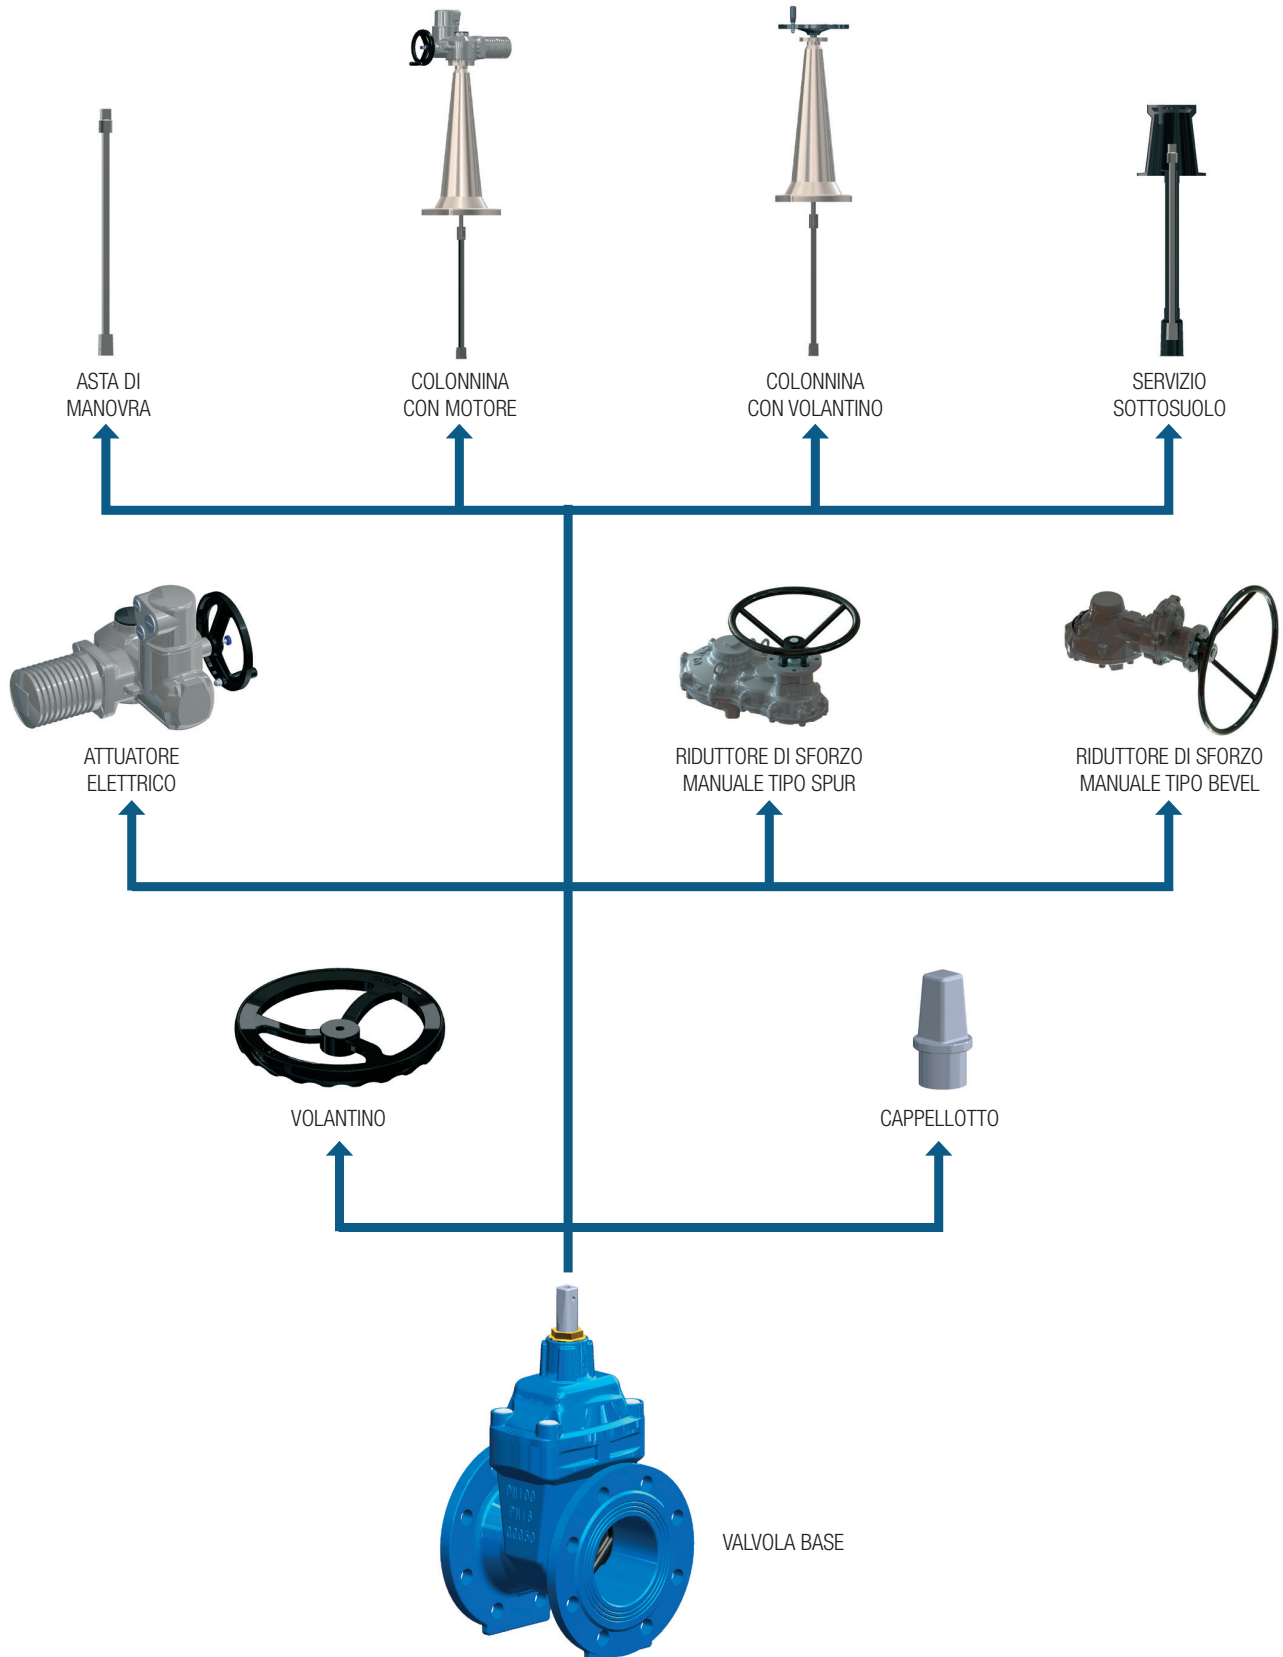 ASTA DI
MANOVRA
COLONNINA
CON MOTORE
COLONNINA
CON VOLANTINO
SERVIZIO
SOTTOSUOLO
ATTUATORE
ELETTRICO
RIDUTTORE DI SFORZO
MANUALE TIPO SPUR
RIDUTTORE DI SFORZO
MANUALE TIPO BEVEL
VOLANTINO
CAPPELLOTTO
VALVOLA BASE